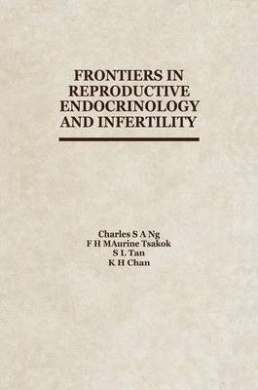 FRONTIERS IN
REPRODUCTIVE
ENDOCRINOLOGY
AND INFERTILITY
Charles S A Ng
F H MAurine Tsakok
S L Tan
K H Chan